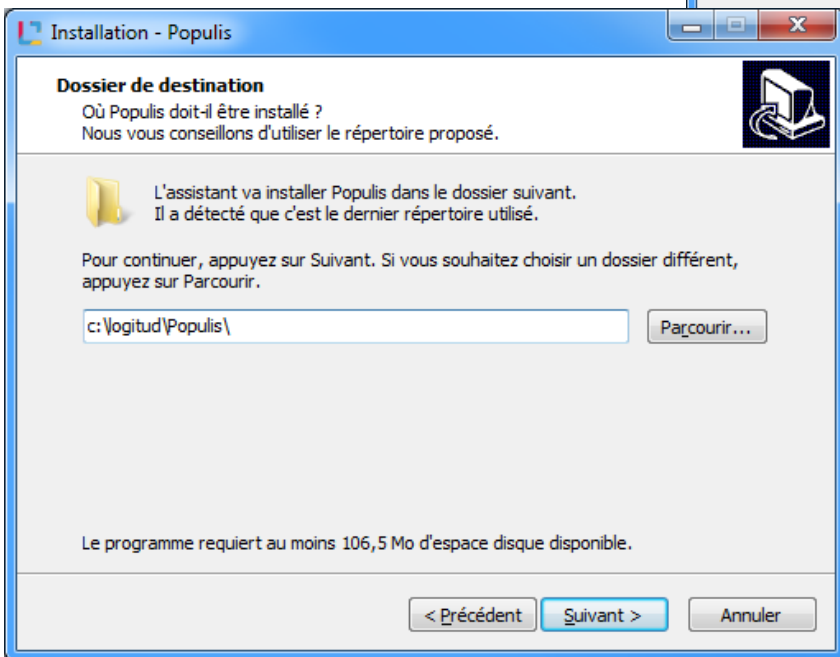 Installation - Populis
Dossier de destination
Où Populis doit-il être installé ?
Nous vous conseillons d'utiliser le répertoire proposé.
L'assistant va installer Populis dans le dossier suivant.
Il a détecté que c'est le dernier répertoire utilisé.
Pour continuer, appuyez sur Suivant. Si vous souhaitez choisir un dossier différent,
appuyez sur Parcourir.
c:\logitud\Populis\
Parcourir...
Le programme requiert au moins 106,5 Mo d'espace disque disponible.
< Précédent
Suivant >
Annuler